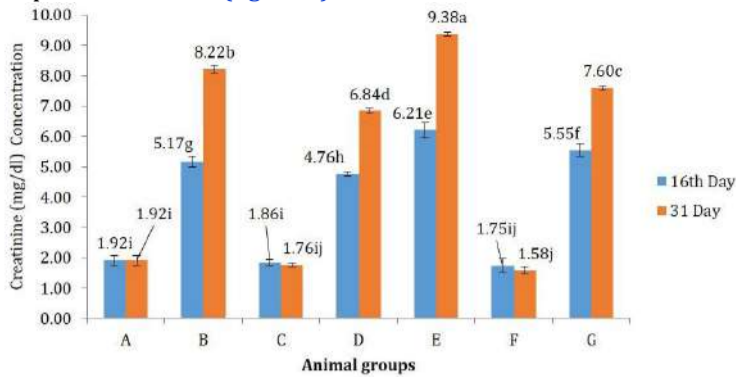 10.00
9.00
8.00
7.00
6.00
5.00
4.00
3.00
2.00
1.00
0.00
Creatinine (mg/dl) Concentration
1.92i
1.92i
5.17g
8.22b
1.86i
1.76ij
4.76h
6.84d
6.21e
9.38a
1.75ij
1.58j
5.55f
7.60c
16th Day
31 Day
A B C D E F G
Animal groups